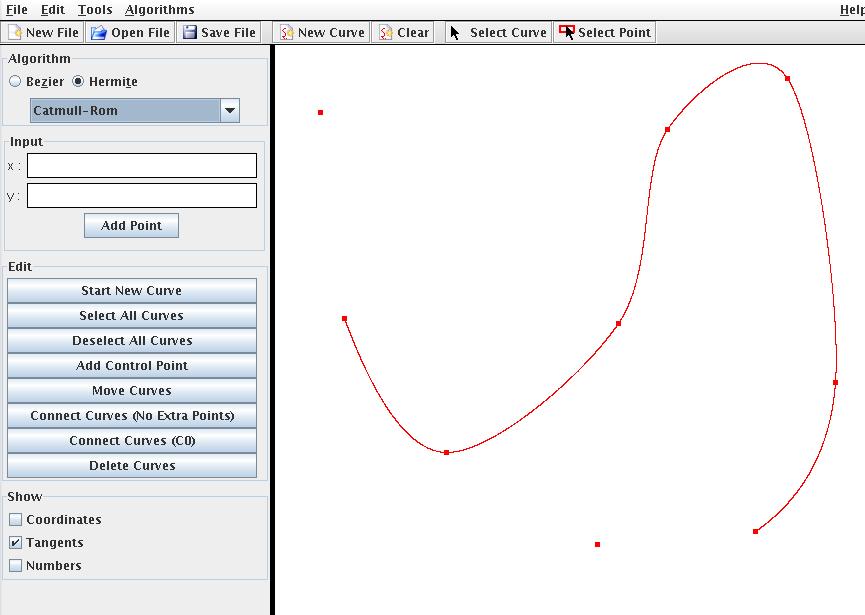 File Edit Tools Algorithms Help
New File Open File Save File New Curve Clear Select Curve Select Point
Algorithm
Bezier Hermite
Catmull-Rom
Input
x :
y :
Add Point
Edit
Start New Curve
Select All Curves
Deselect All Curves
Add Control Point
Move Curves
Connect Curves (No Extra Points)
Connect Curves (C0)
Delete Curves
Show
Coordinates
Tangents
Numbers